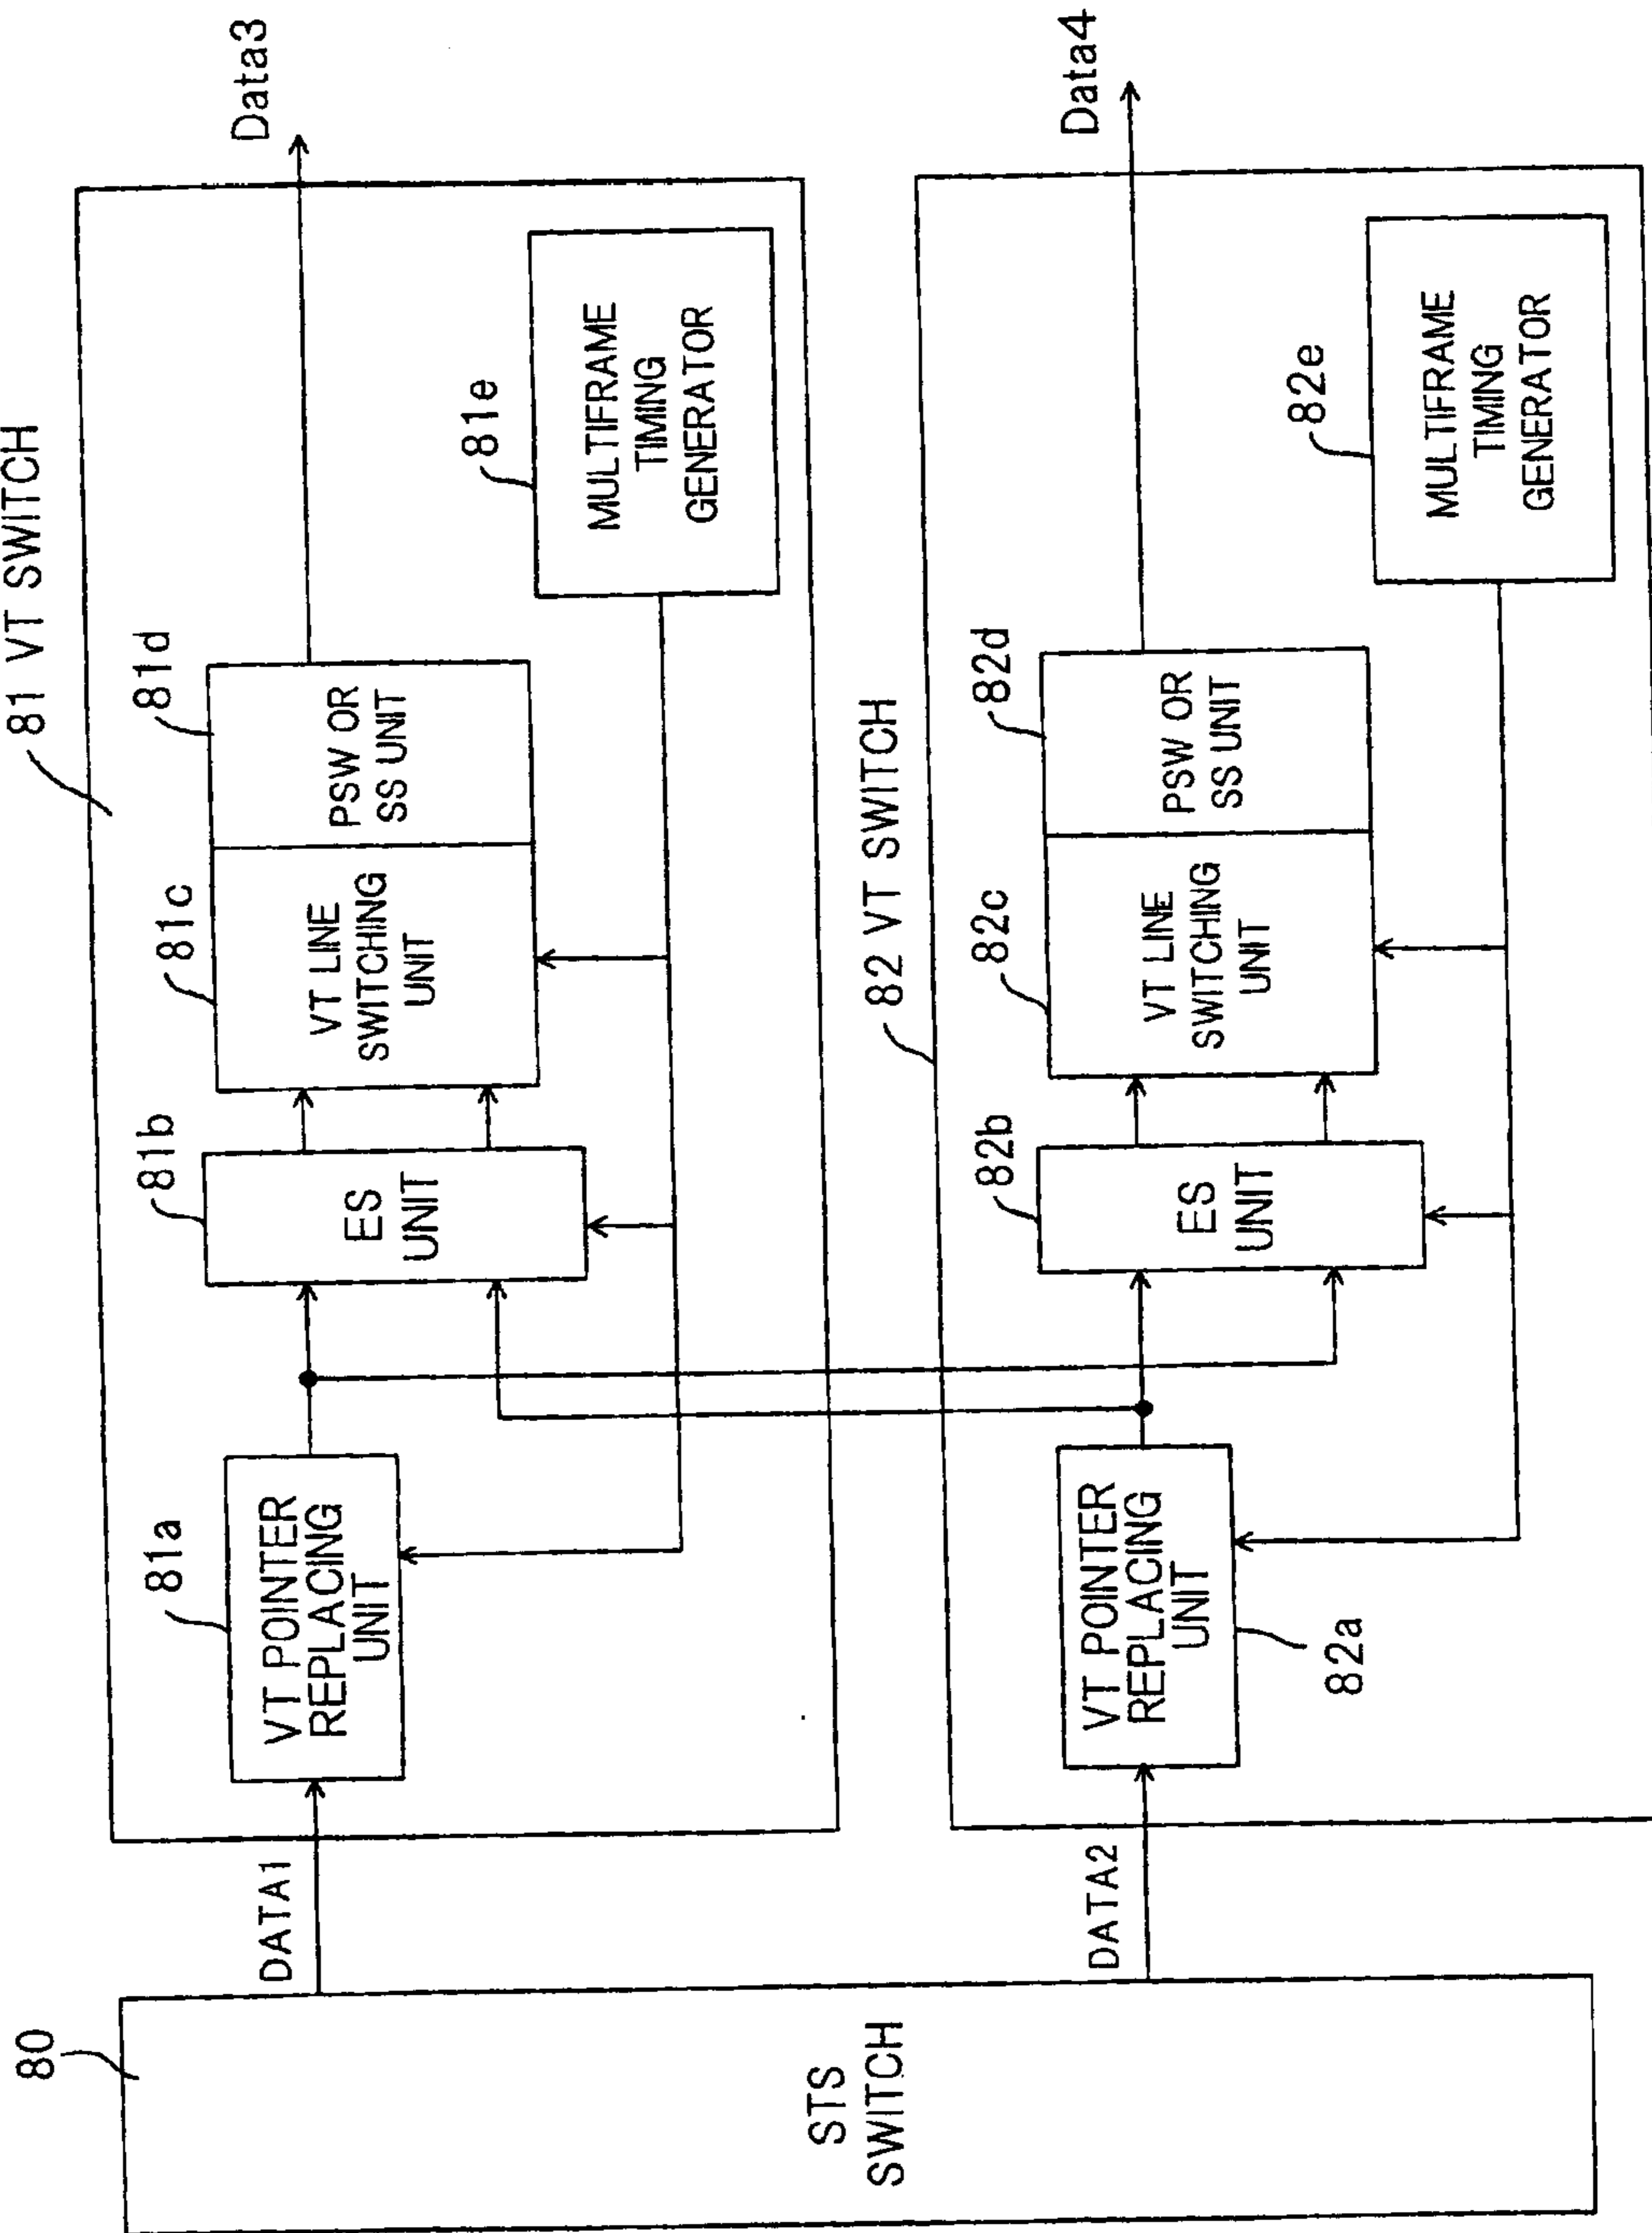 80
STS
SWITCH
DATA1
DATA2
81 VT SWITCH
81a
VT POINTER
REPLACING
UNIT
81b
ES
UNIT
81c
VT LINE
SWITCHING
UNIT
81d
PSW OR
SS UNIT
81e
MULTIFRAME
TIMING
GENERATOR
Data3
82 VT SWITCH
82a
VT POINTER
REPLACING
UNIT
82b
ES
UNIT
82c
VT LINE
SWITCHING
UNIT
82d
PSW OR
SS UNIT
82e
MULTIFRAME
TIMING
GENERATOR
Data4